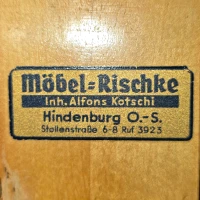 Möbel=Rischke
Inh. Alfons Kotschi
Hindenburg O.-S.
Stollenstraße 6-8 Ruf 3923